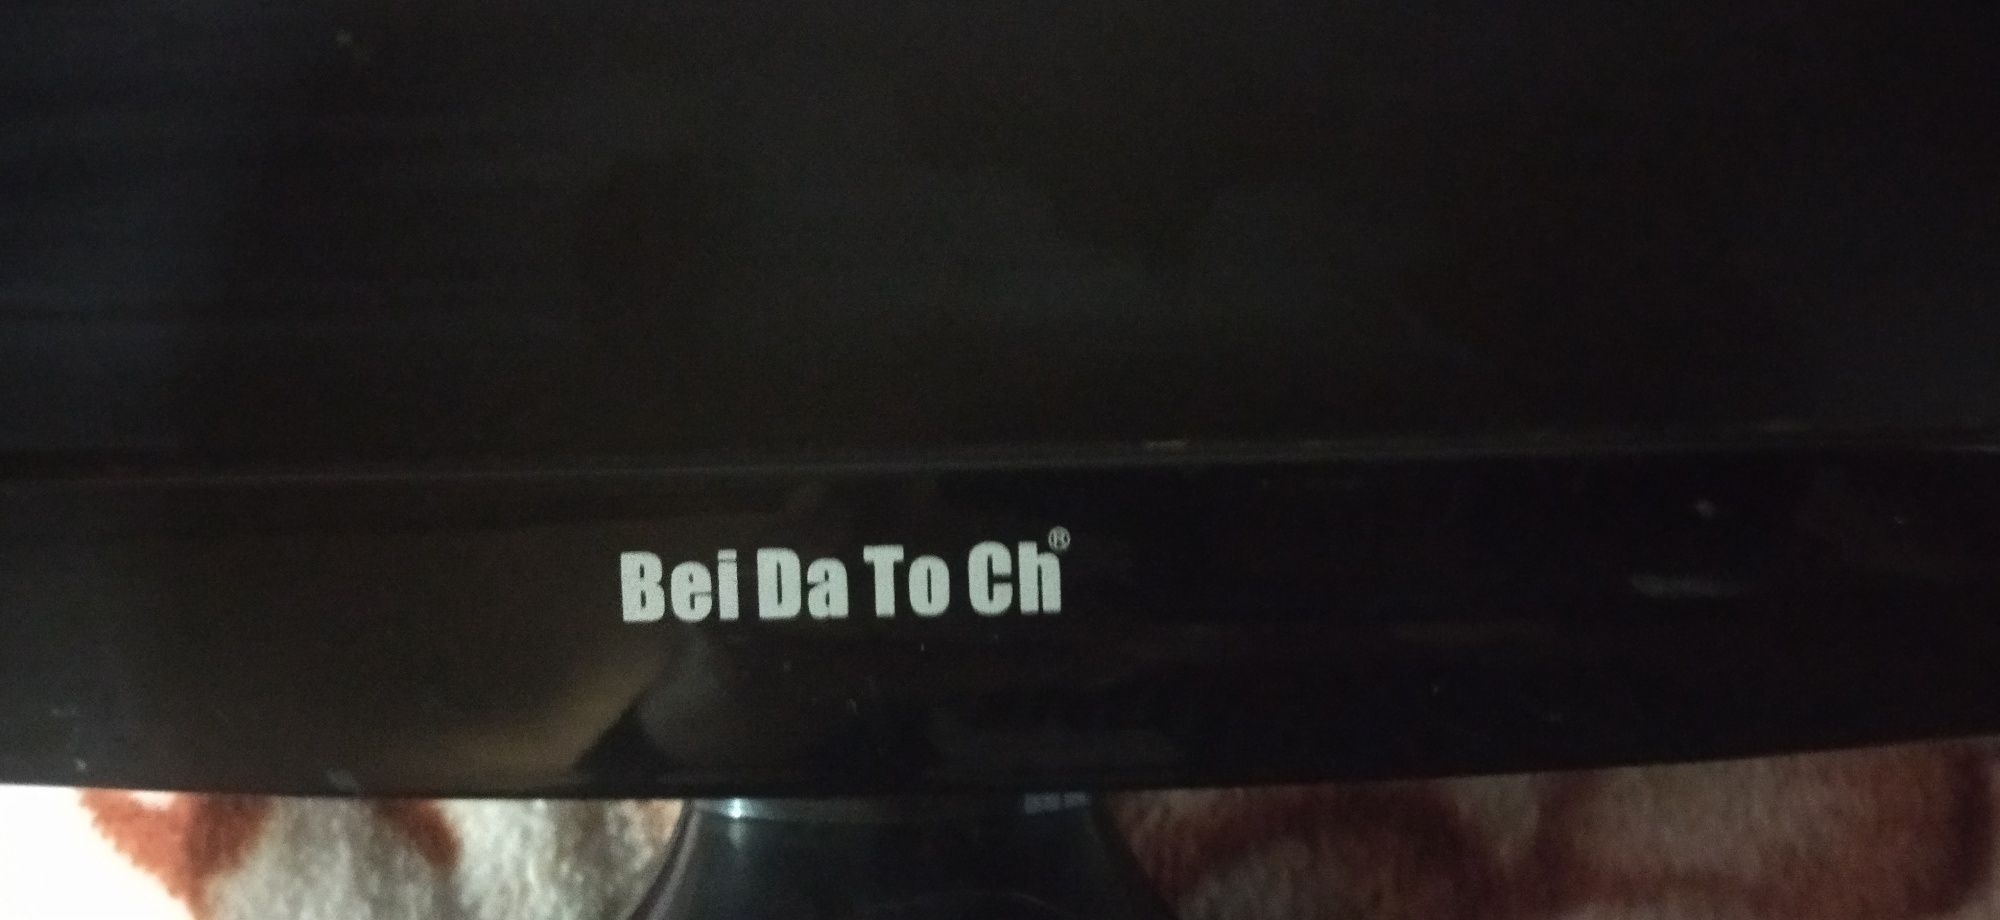 Bei Da To Ch®